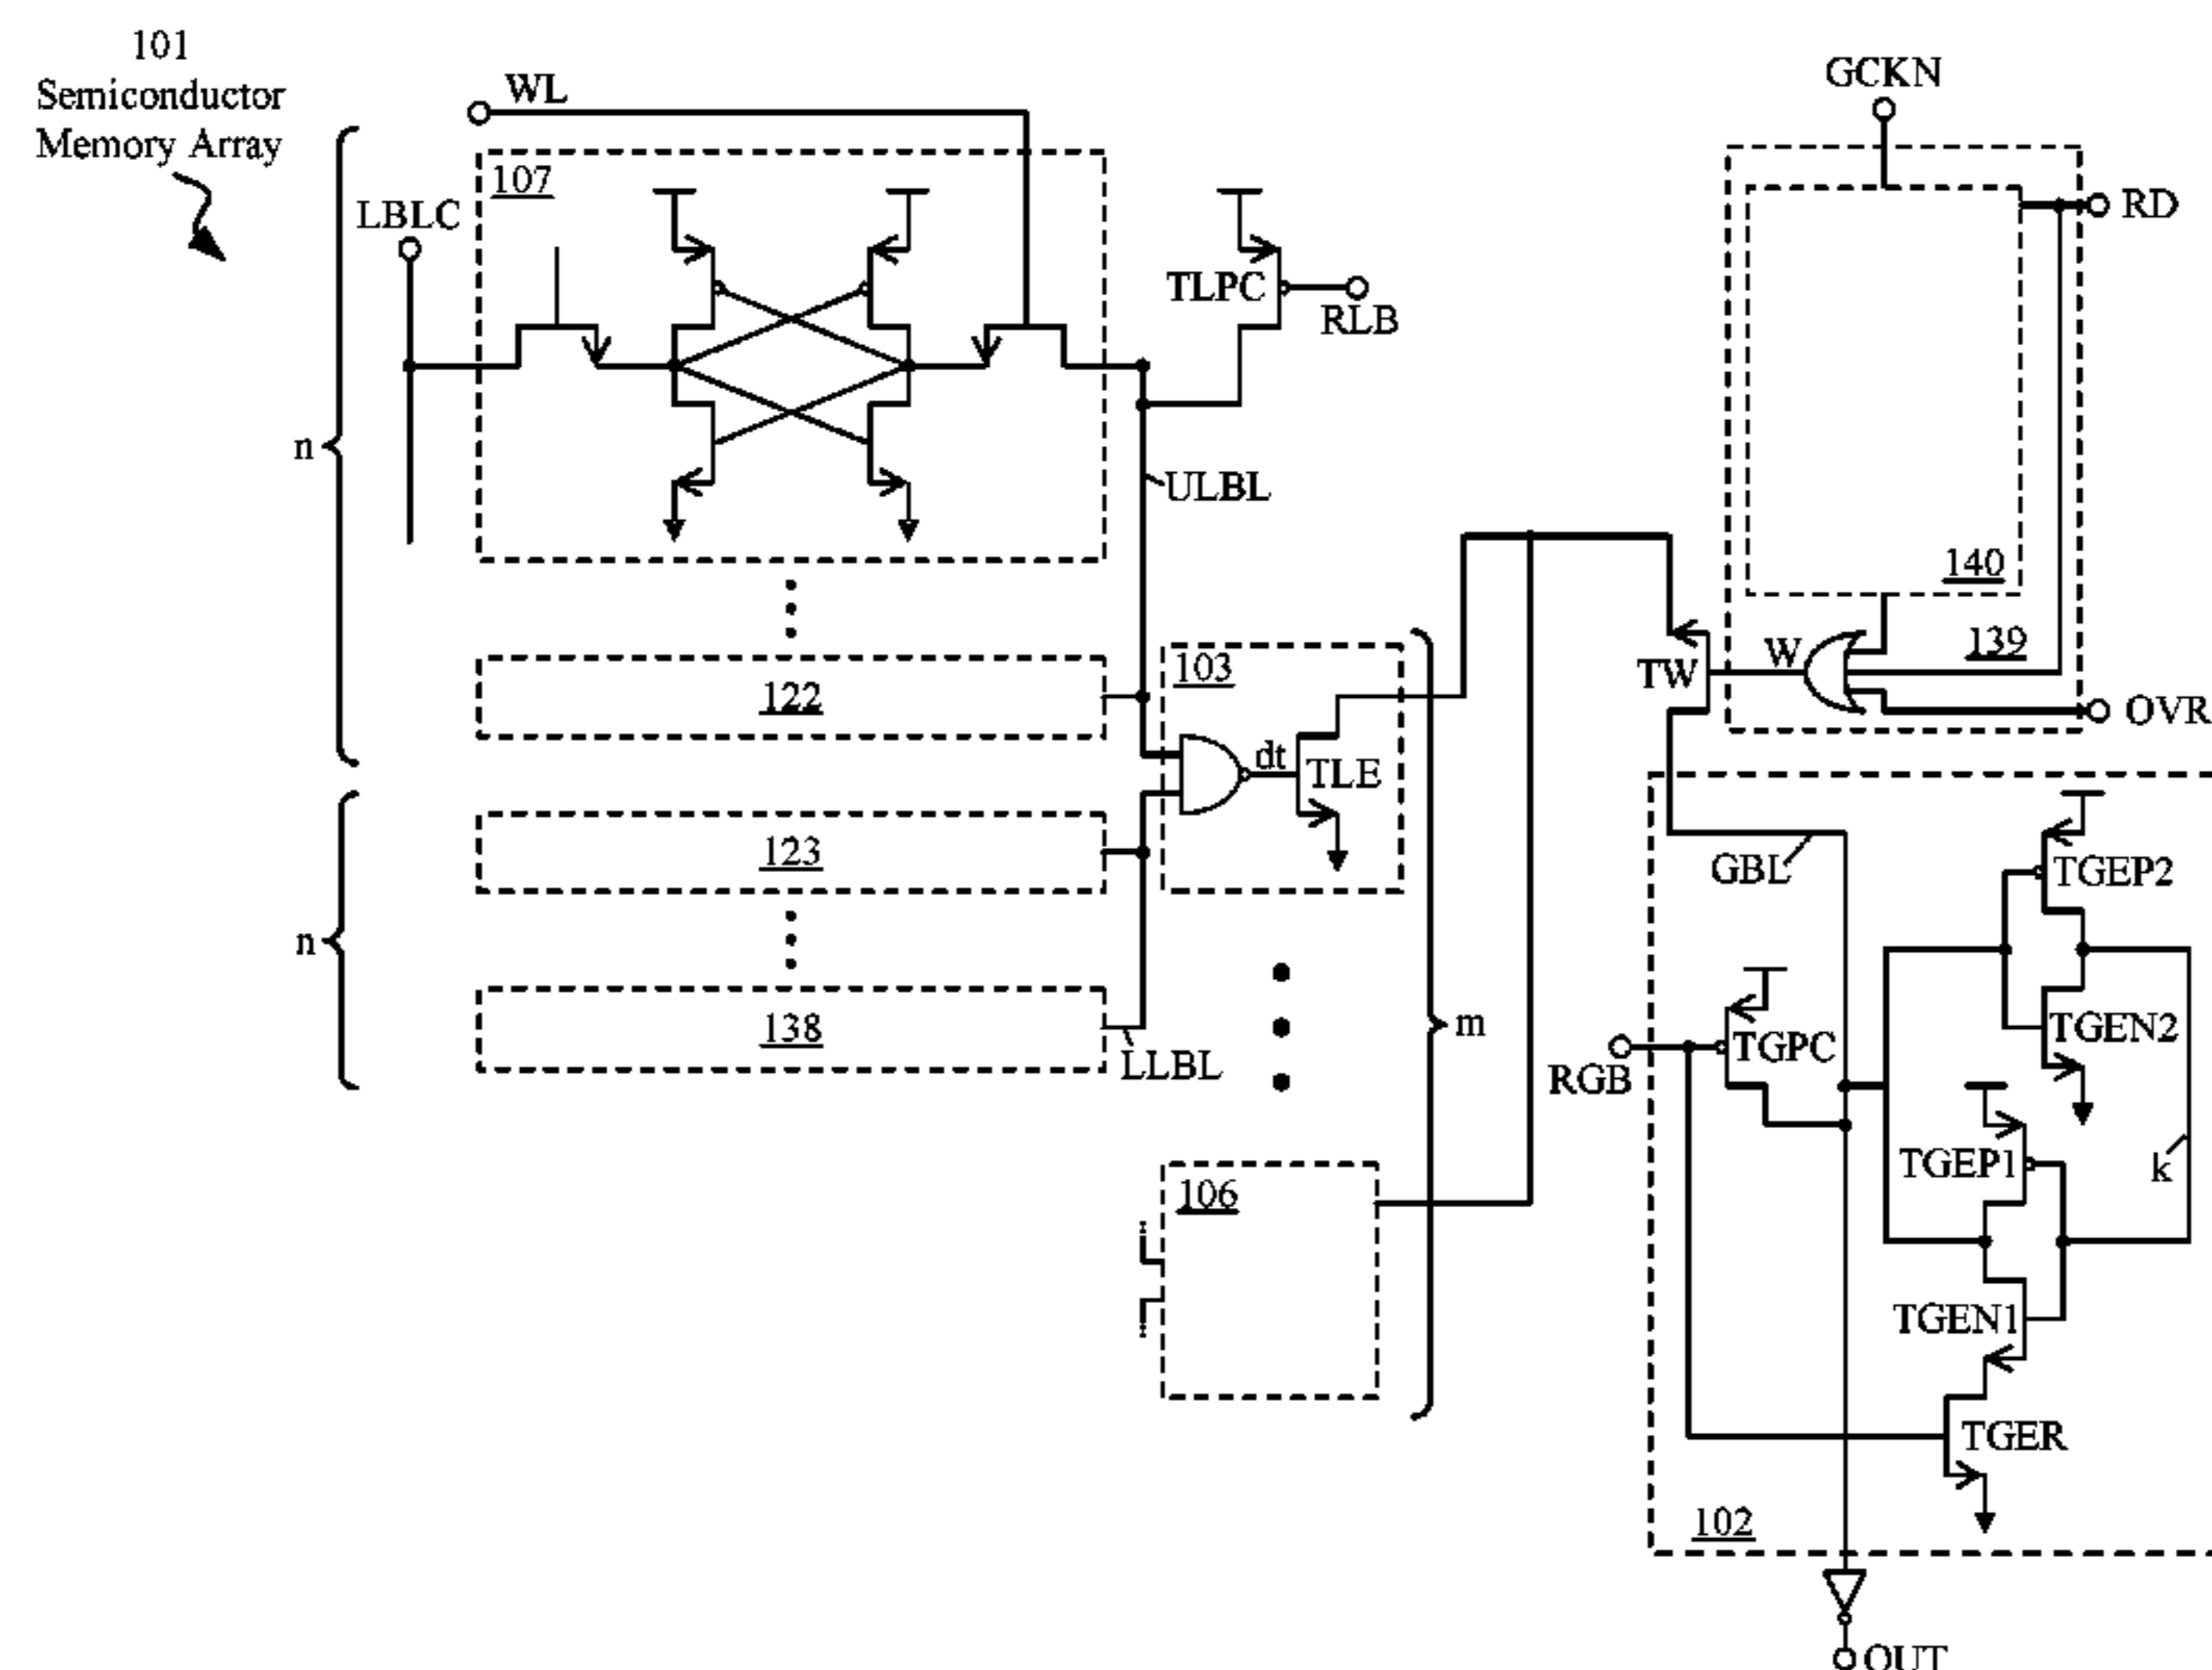 101
Semiconductor
Memory Array
WL
GCKN
107
LBLC
RD
TLPC
RLB
n
ULBL
140
139
W
TW
OVR
122
103
dt
TLE
123
GBL
TGEP2
n
138
LLBL
m
RGB
TGPC
TGEN2
TGEP1
k
106
TGEN1
TGER
102
OUT